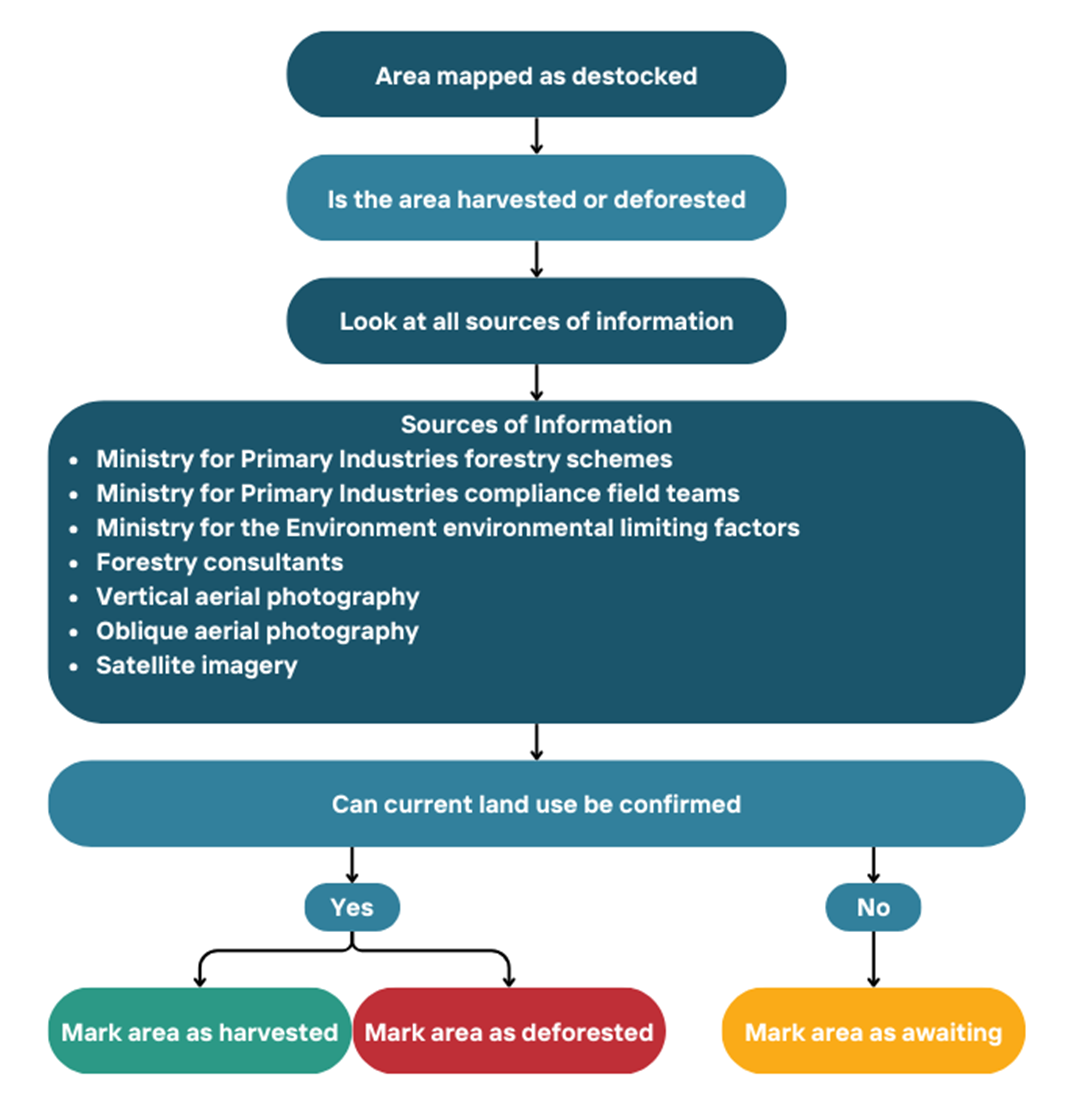 Area mapped as destocked
Is the area harvested or deforested
Look at all sources of information
Sources of Information
• Ministry for Primary Industries forestry schemes
• Ministry for Primary Industries compliance field teams
• Ministry for the Environment environmental limiting factors
• Forestry consultants
• Vertical aerial photography
• Oblique aerial photography
• Satellite imagery
Can current land use be confirmed
Yes
No
Mark area as harvested
Mark area as deforested
Mark area as awaiting